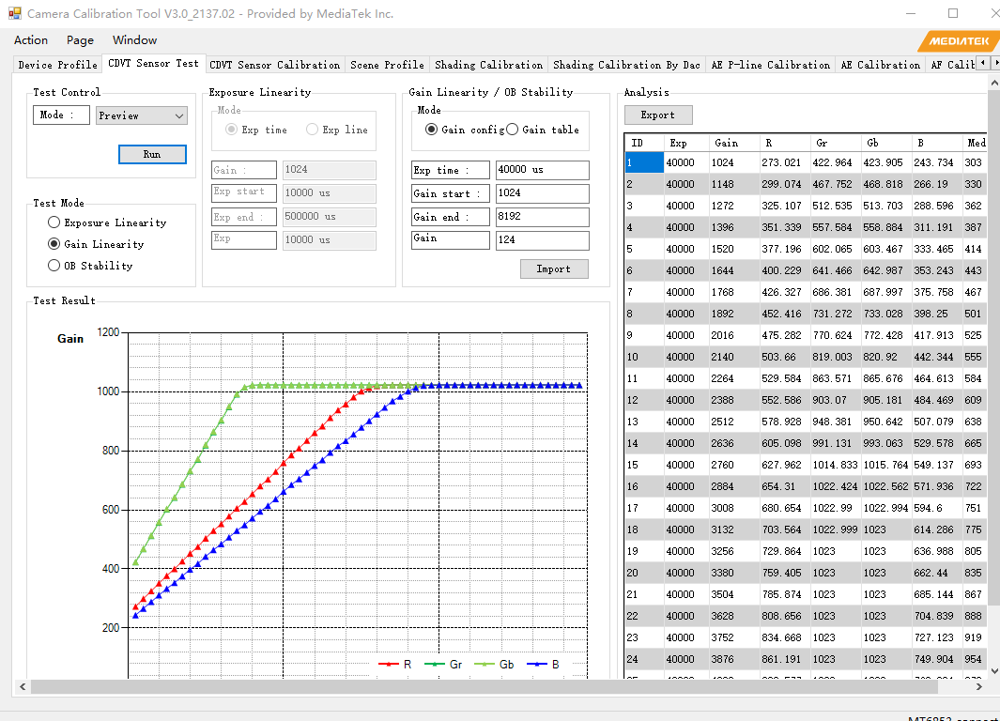 Camera Calibration Tool V3.0_2137.02 - Provided by MediaTek Inc.
Action Page Window
MEDIATEK
Device Profile CDVT Sensor Test CDVT Sensor Calibration Scene Profile Shading Calibration Shading Calibration By Dac AE P-line Calibration AE Calibration AF Calib
Test Control
Mode : Preview
Run
Test Mode
Exposure Linearity
Gain Linearity
OB Stability
Exposure Linearity
Mode
Exp time Exp line
Gain : 1024
Exp start 10000 us
Exp end : 500000 us
Exp 10000 us
Gain Linearity / OB Stability
Mode
Gain config Gain table
Exp time : 40000 us
Gain start : 1024
Gain end : 8192
Gain 124
Import
Test Result
Gain
1200
1000
800
600
400
200
R Gr Gb B
Analysis
Export
ID Exp Gain R Gr Gb B Med
1 40000 1024 273.021 422.964 423.905 243.734 303
2 40000 1148 299.074 467.752 468.818 266.19 330
3 40000 1272 325.107 512.535 513.703 288.596 362
4 40000 1396 351.339 557.584 558.884 311.191 387
5 40000 1520 377.196 602.065 603.467 333.465 414
6 40000 1644 400.229 641.466 642.987 353.243 443
7 40000 1768 426.327 686.381 687.997 375.758 467
8 40000 1892 452.416 731.272 733.028 398.25 501
9 40000 2016 475.282 770.624 772.428 417.913 525
10 40000 2140 503.66 819.003 820.92 442.344 555
11 40000 2264 529.584 863.571 865.676 464.613 584
12 40000 2388 552.566 903.07 905.181 484.469 609
13 40000 2512 578.928 948.381 950.642 507.079 638
14 40000 2636 605.098 991.131 993.063 529.578 665
15 40000 2760 627.962 1014.833 1015.764 549.137 693
16 40000 2884 654.31 1022.424 1022.562 571.936 722
17 40000 3008 680.654 1022.99 1022.994 594.6 751
18 40000 3132 703.564 1022.999 1023 614.286 775
19 40000 3256 729.864 1023 1023 636.988 805
20 40000 3380 759.405 1023 1023 662.44 835
21 40000 3504 785.874 1023 1023 685.144 867
22 40000 3628 808.656 1023 1023 704.839 888
23 40000 3752 834.668 1023 1023 727.123 919
24 40000 3876 861.191 1023 1023 749.904 954